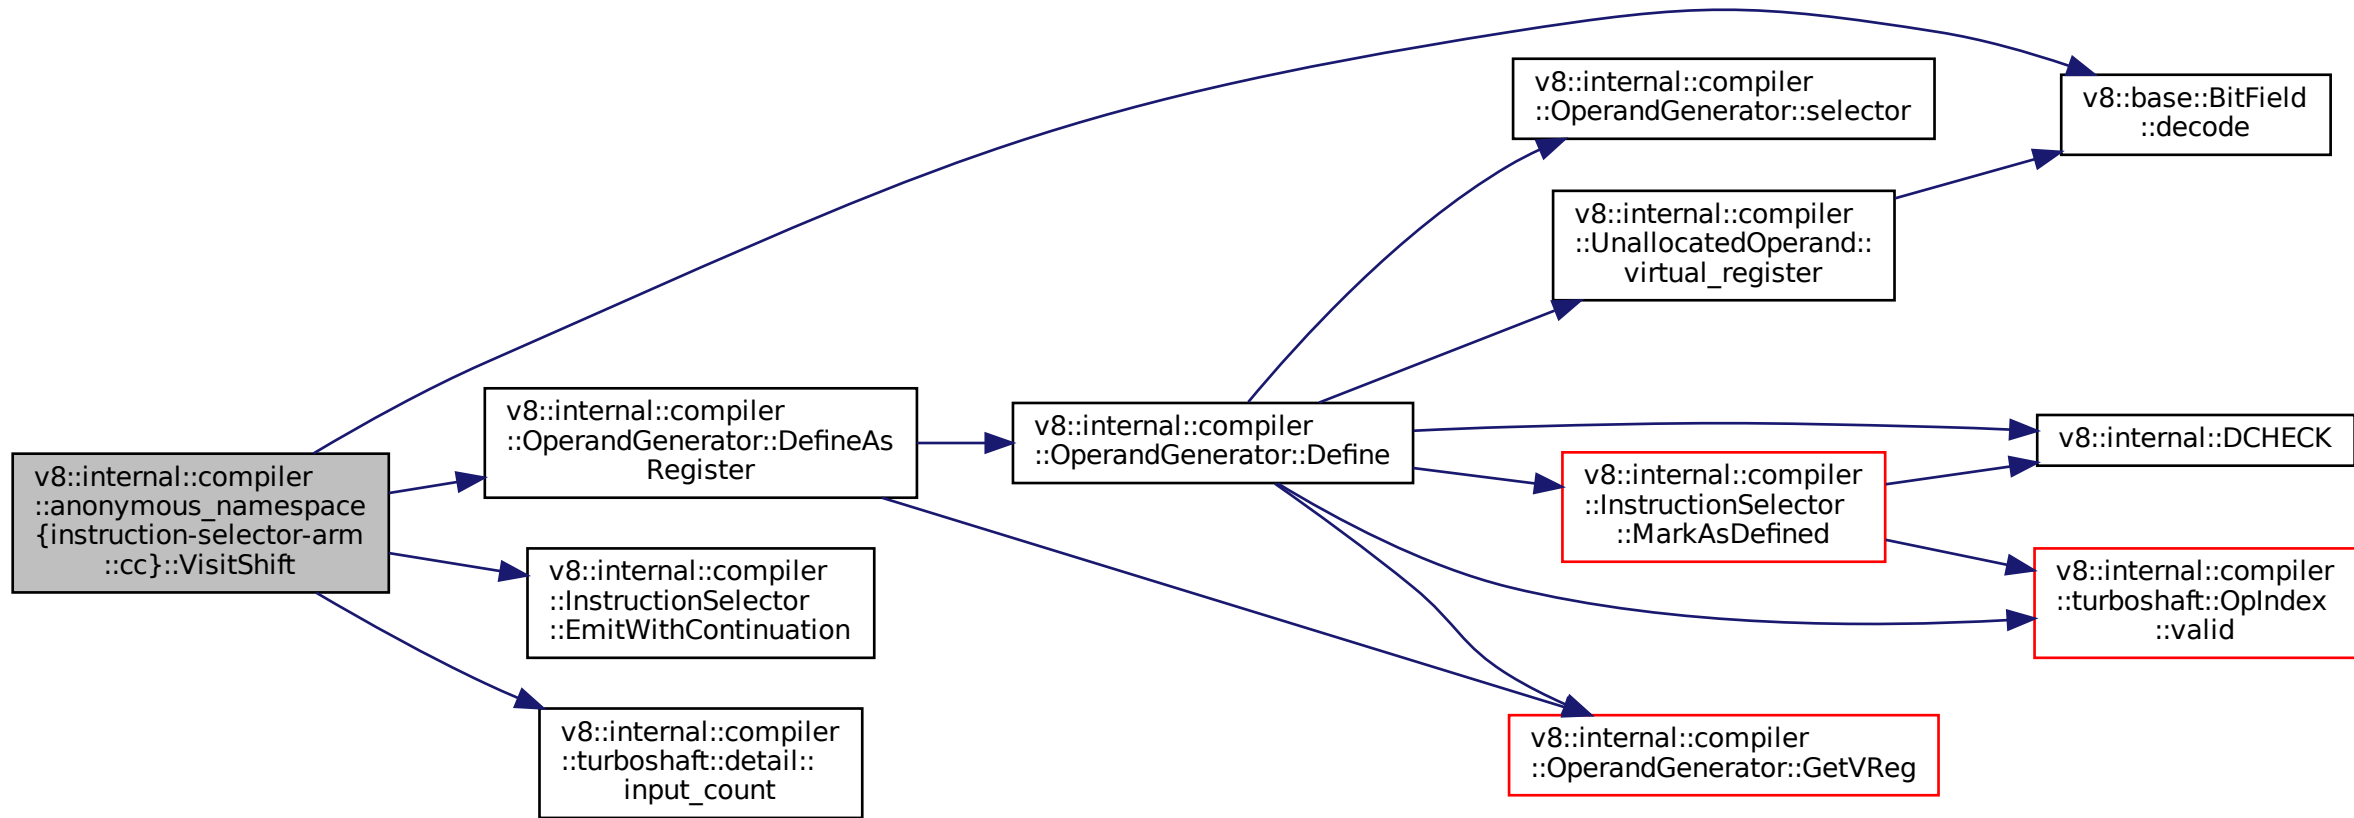 v8::internal::compiler
::anonymous_namespace
{instruction-selector-arm
::cc}::VisitShift
v8::internal::compiler
::OperandGenerator::DefineAs
Register
v8::internal::compiler
::InstructionSelector
::EmitWithContinuation
v8::internal::compiler
::turboshaft::detail::
input_count
v8::internal::compiler
::OperandGenerator::Define
v8::internal::compiler
::OperandGenerator::selector
v8::internal::compiler
::UnallocatedOperand::
virtual_register
v8::internal::compiler
::InstructionSelector
::MarkAsDefined
v8::internal::compiler
::OperandGenerator::GetVReg
v8::base::BitField
::decode
v8::internal::DCHECK
v8::internal::compiler
::turboshaft::OpIndex
::valid